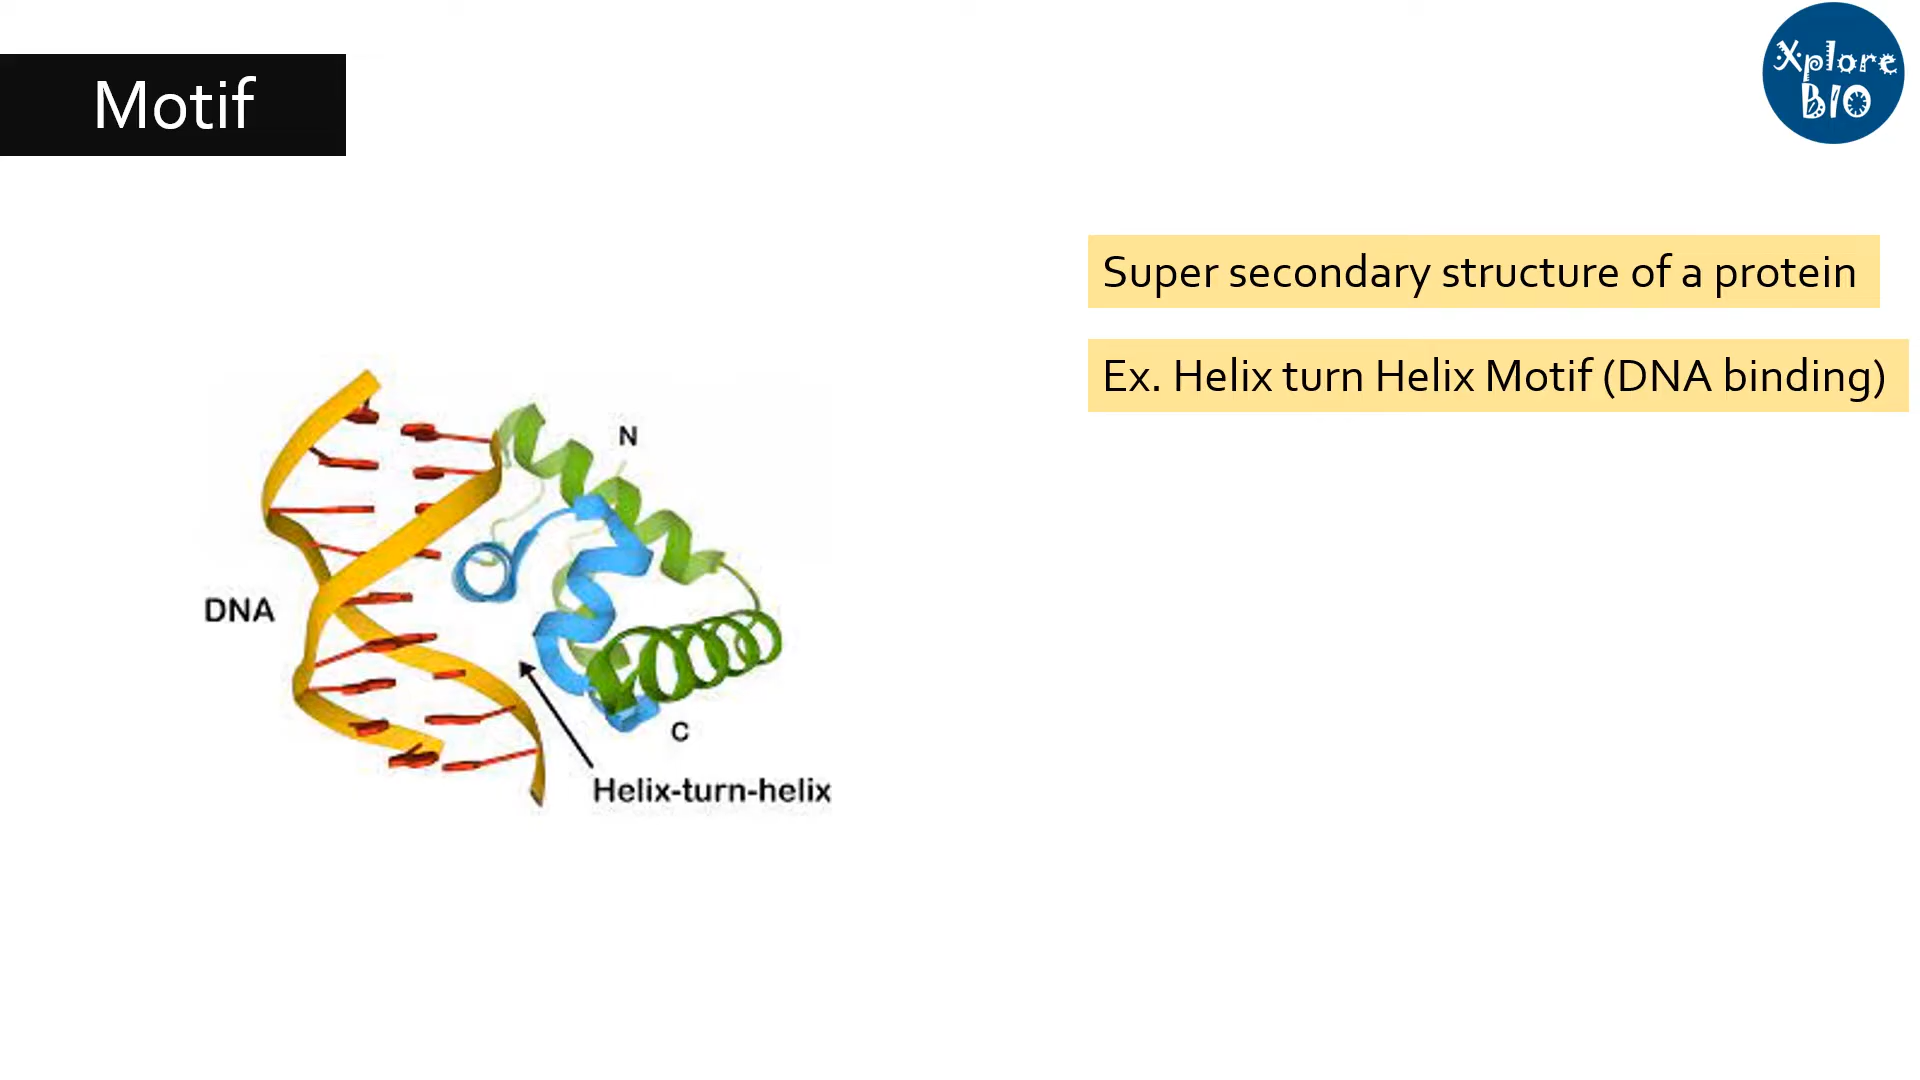 Motif
Xplore
BIO
Super secondary structure of a protein
Ex. Helix turn Helix Motif (DNA binding)
N
DNA
C
Helix-turn-helix